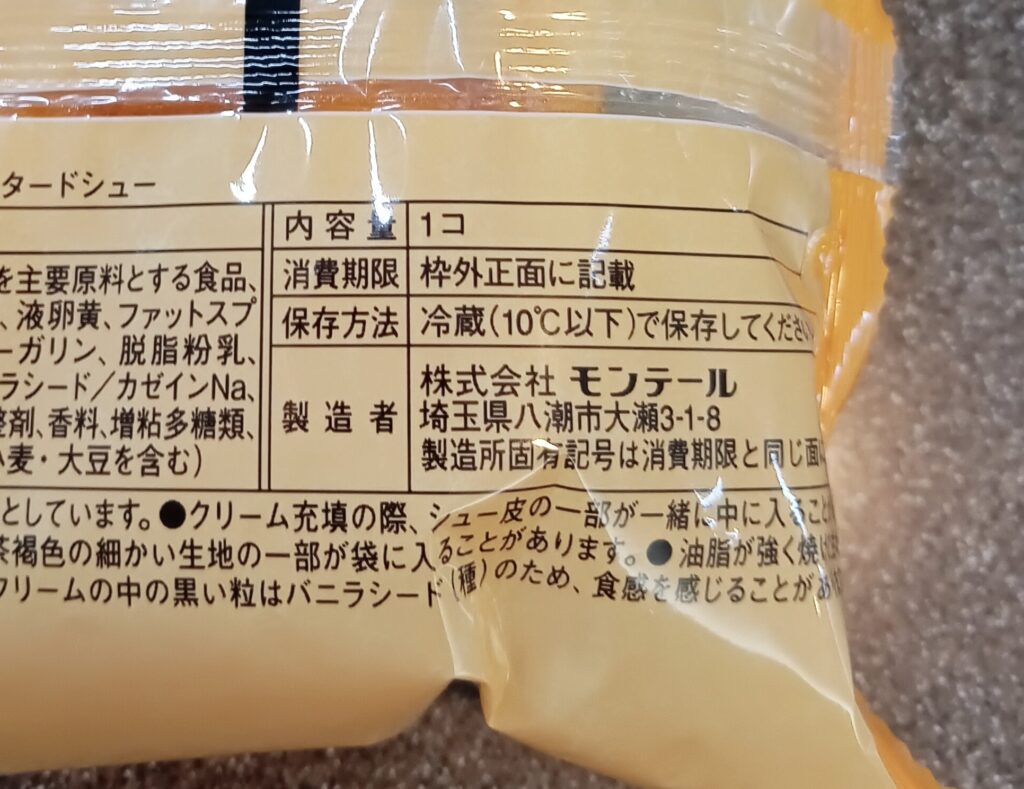 タードシュー
内容量 1コ
を主要原料とする食品、
消費期限 枠外正面に記載
、液卵黄、ファットスプ
保存方法 冷蔵(10℃以下)で保存してください
ーガリン、脱脂粉乳、
ラシード/カゼインNa、
製造者 株式会社 モンテール
整剤、香料、増粘多糖類、
埼玉県八潮市大瀬3-1-8
小麦・大豆を含む)
製造所固有記号は消費期限と同じ面に
としています。●クリーム充填の際、シュー皮の一部が一緒に中に入ること
茶褐色の細かい生地の一部が袋に入ることがあります。●油脂が強く焼
クリームの中の黒い粒はバニラシード(種)のため、食感を感じることがあ